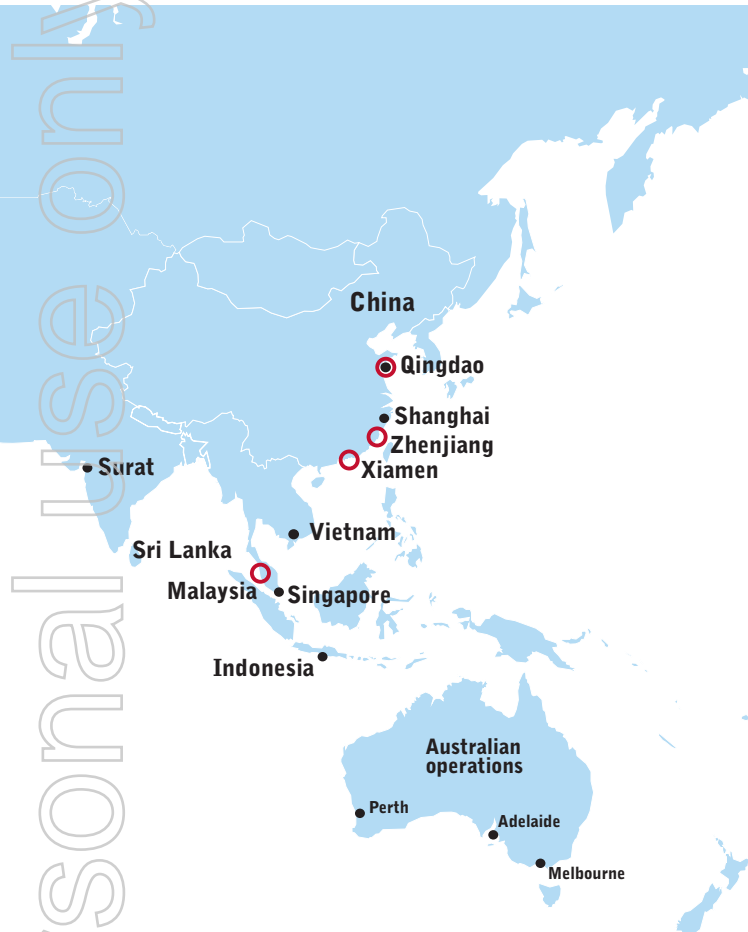 China
Qingdao
Shanghai
Zhenjiang
Xiamen
Surat
Vietnam
Sri Lanka
Malaysia
Singapore
Indonesia
Australian
operations
Perth
Adelaide
Melbourne
sonal use only